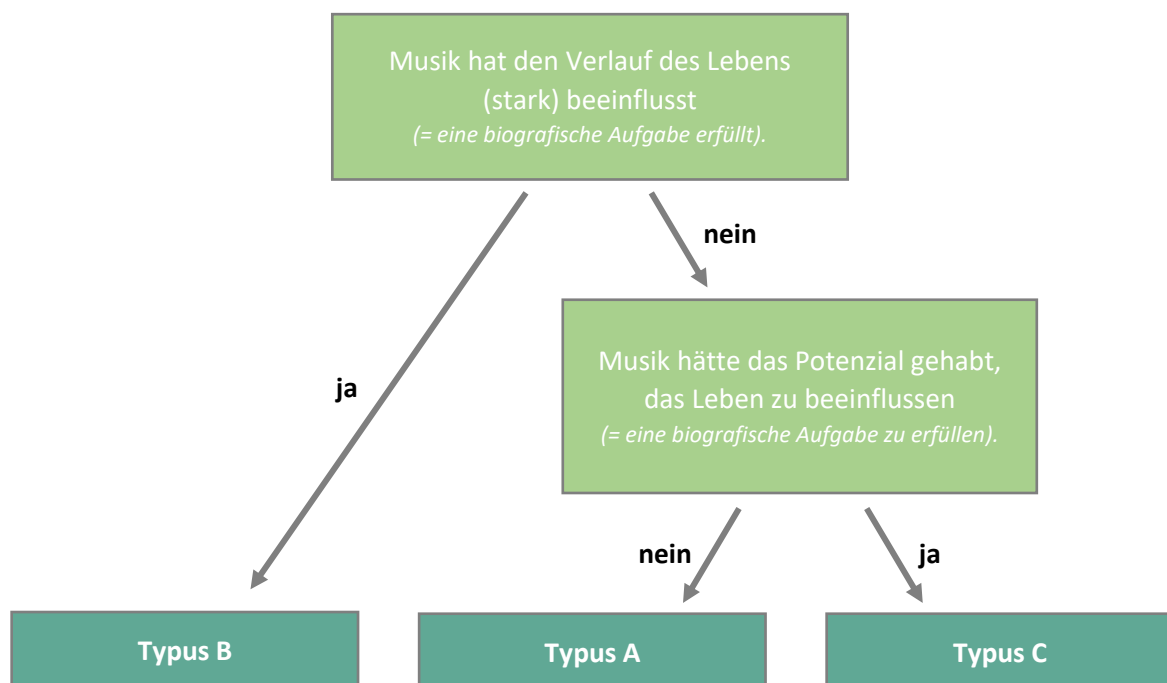 Musik hat den Verlauf des Lebens
(stark) beeinflusst
(= eine biografische Aufgabe erfüllt).
nein
Musik hätte das Potenzial gehabt,
das Leben zu beeinflussen
(= eine biografische Aufgabe zu erfüllen).
ja
nein
ja
Typus B
Typus A
Typus C